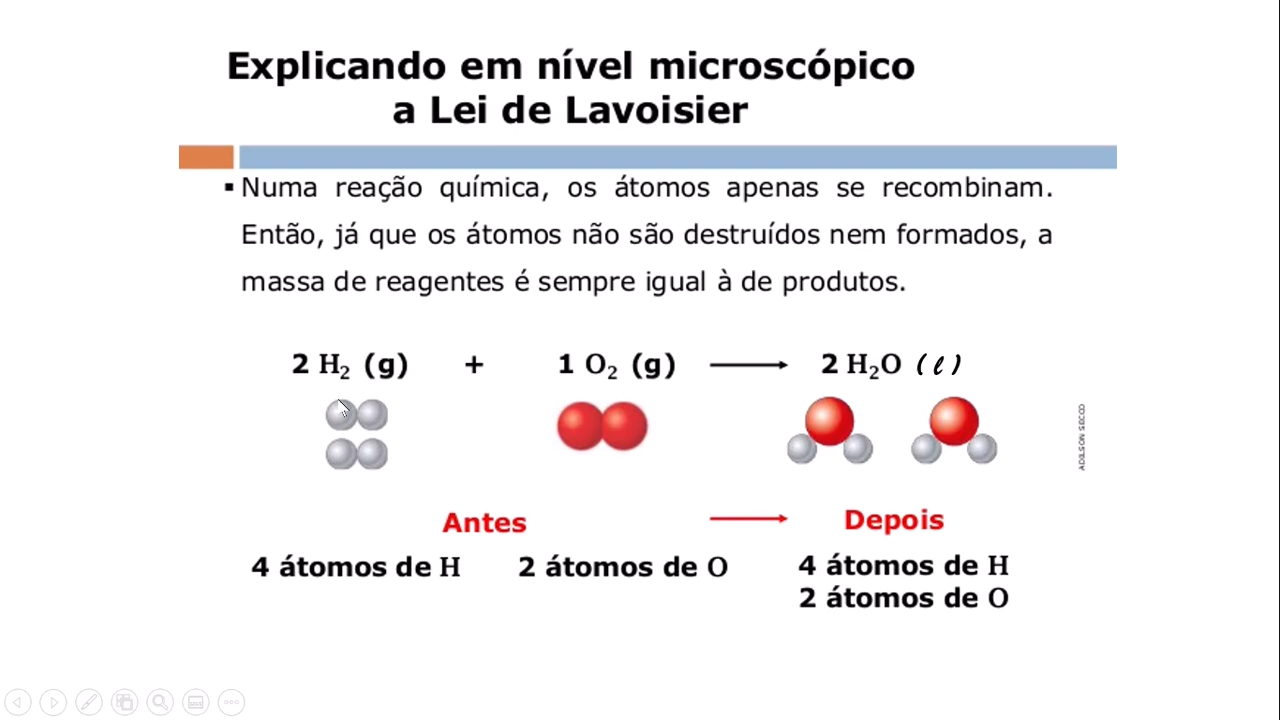 Explicando em nível microscópico
a Lei de Lavoisier
▪ Numa reação química, os átomos apenas se recombinam.
Então, já que os átomos não são destruídos nem formados, a
massa de reagentes é sempre igual à de produtos.
2 H₂ (g) + 1 O₂ (g) ⟶ 2 H₂O (ℓ)
ADILSON SECCO
Antes ⟶ Depois
4 átomos de H 2 átomos de O 4 átomos de H
2 átomos de O